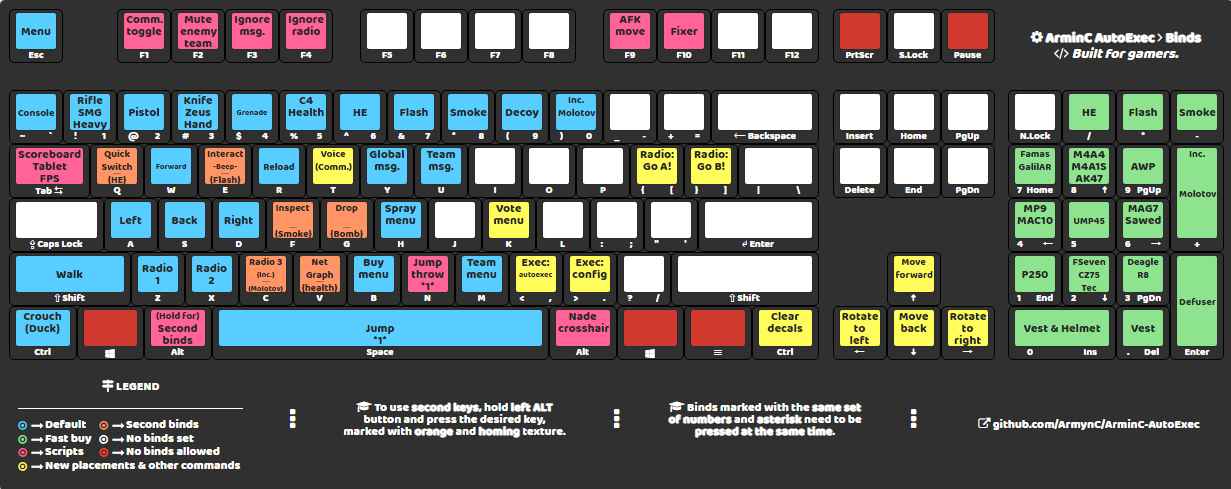 Menu
Esc
Comm.
toggle
F1
Mute
enemy
team
F2
Ignore
msg.
F3
Ignore
radio
F4
F5
F6
F7
F8
AFK
move
F9
Fixer
F10
F11
F12
PrtScr
S.Lock
Pause
ArminC AutoExec > Binds
</> Built for gamers.
Console
~ `
Rifle
SMG
Heavy
! 1
Pistol
@ 2
Knife
Zeus
Hand
# 3
Grenade
$ 4
C4
Health
% 5
HE
^ 6
Flash
& 7
Smoke
* 8
Decoy
( 9
Inc.
Molotov
) 0
_ -
+ =
← Backspace
Insert
Home
PgUp
N.Lock
HE
/
Flash
*
Smoke
-
Scoreboard
Tablet
FPS
Tab ⇆
Quick
Switch
—
(HE)
Q
Forward
W
Interact
-Beep-
—
(Flash)
E
Reload
R
Voice
(Comm.)
T
Global
msg.
Y
Team
msg.
U
I
O
P
Radio:
Go A!
{ [
Radio:
Go B!
} ]
| \
Delete
End
PgDn
Famas
GalilAR
7 Home
M4A4
M4A1S
AK47
8 ↑
AWP
9 PgUp
Inc.
Molotov
+
⇪ Caps Lock
Left
A
Back
S
Right
D
Inspect
—
(Smoke)
F
Drop
—
(Bomb)
G
Spray
menu
H
J
Vote
menu
K
L
: ;
" '
↵ Enter
MP9
MAC10
4 ←
UMP45
5
MAG7
Sawed
6 →
Walk
⇧ Shift
Radio
1
Z
Radio
2
X
Radio 3
(Inc.)
—
(Molotov)
C
Net
Graph
—
(health)
V
Buy
menu
B
Jump
throw
*1*
N
Team
menu
M
Exec:
autoexec
< ,
Exec:
config
> .
? /
⇧ Shift
Move
Forward
↑
P250
1 End
FSeven
CZ75
Tec
2 ↓
Deagle
R8
3 PgDn
Defuser
Enter
Crouch
(Duck)
Ctrl
(Hold For)
Second
binds
Alt
Jump
*1*
Space
Nade
crosshair
Alt
≡
Clear
decals
Ctrl
Rotate
to
left
←
Move
back
↓
Rotate
to
right
→
Vest & Helmet
0 Ins
Vest
. Del
LEGEND
→ Default
→ Second binds
→ Fast buy
→ No binds set
→ Scripts
→ No binds allowed
→ New placements & other commands
To use second keys, hold left ALT
button and press the desired key,
marked with orange and homing texture.
Binds marked with the same set
of numbers and asterisk need to be
pressed at the same time.
github.com/ArmynC/ArminC-AutoExec